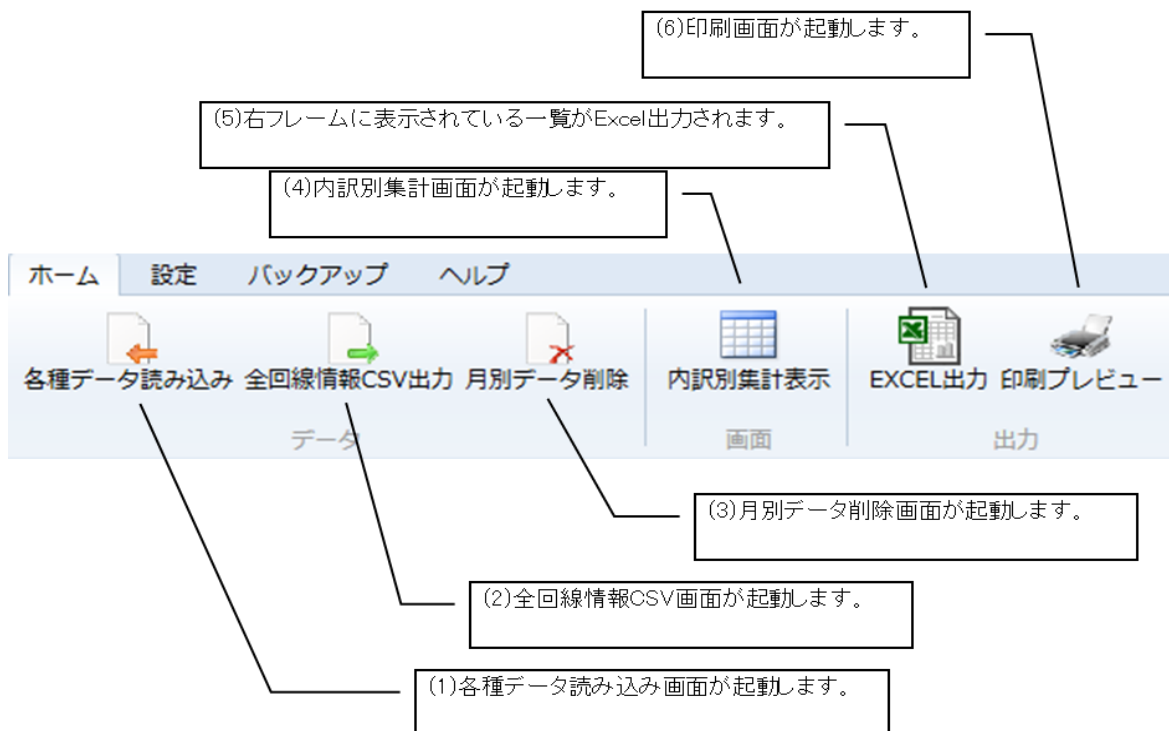 (6)印刷画面が起動します。
(5)右フレームに表示されている一覧がExcel出力されます。
(4)内訳別集計画面が起動します。
ホーム 設定 バックアップ ヘルプ
各種データ読み込み 全回線情報CSV出力 月別データ削除 内訳別集計表示 EXCEL出力 印刷プレビュー
データ 画面 出力
(3)月別データ削除画面が起動します。
(2)全回線情報CSV画面が起動します。
(1)各種データ読み込み画面が起動します。